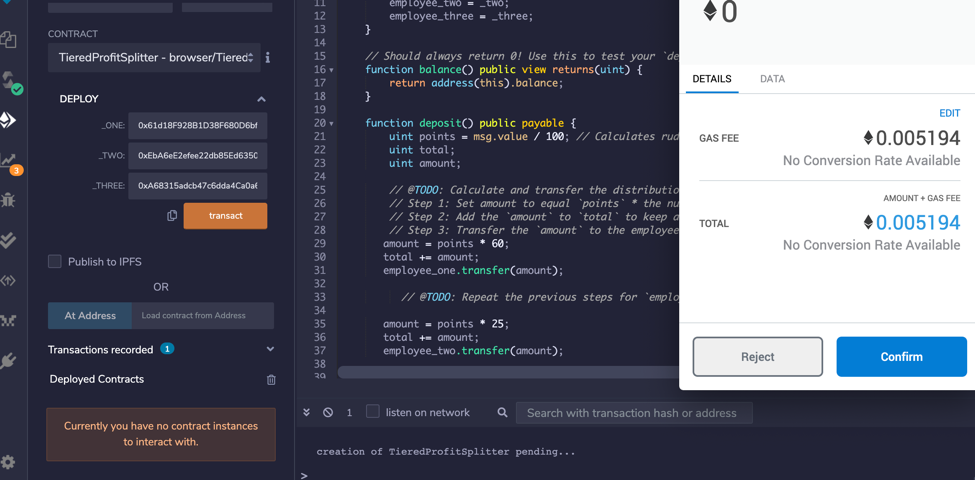 CONTRACT
TieredProfitSplitter - browser/Tiered
DEPLOY
_ONE: 0x61d18F928B1D38F680D6bf
_TWO: 0xEbA6eE2efee22db85Ed635C
_THREE: 0xA68315adcb47c6dda4Ca0a6
transact
Publish to IPFS
OR
At Address Load contract from Address
Transactions recorded 1
Deployed Contracts
Currently you have no contract instances
to interact with.
3
11 employee_two = _two;
12 employee_three = _three;
13 }
14
15 // Should always return 0! Use this to test your `de
16 function balance() public view returns(uint) {
17 return address(this).balance;
18 }
19
20 function deposit() public payable {
21 uint points = msg.value / 100; // Calculates rud
22 uint total;
23 uint amount;
24
25 // @TODO: Calculate and transfer the distributio
26 // Step 1: Set amount to equal `points` * the nu
27 // Step 2: Add the `amount` to `total` to keep a
28 // Step 3: Transfer the `amount` to the employee
29 amount = points * 60;
30 total += amount;
31 employee_one.transfer(amount);
32
33 // @TODO: Repeat the previous steps for `emplo
34
35 amount = points * 25;
36 total += amount;
37 employee_two.transfer(amount);
38
39
1 listen on network Search with transaction hash or address
creation of TieredProfitSplitter pending...
>
0
DETAILS DATA
EDIT
GAS FEE 0.005194
No Conversion Rate Available
AMOUNT + GAS FEE
TOTAL 0.005194
No Conversion Rate Available
Reject Confirm